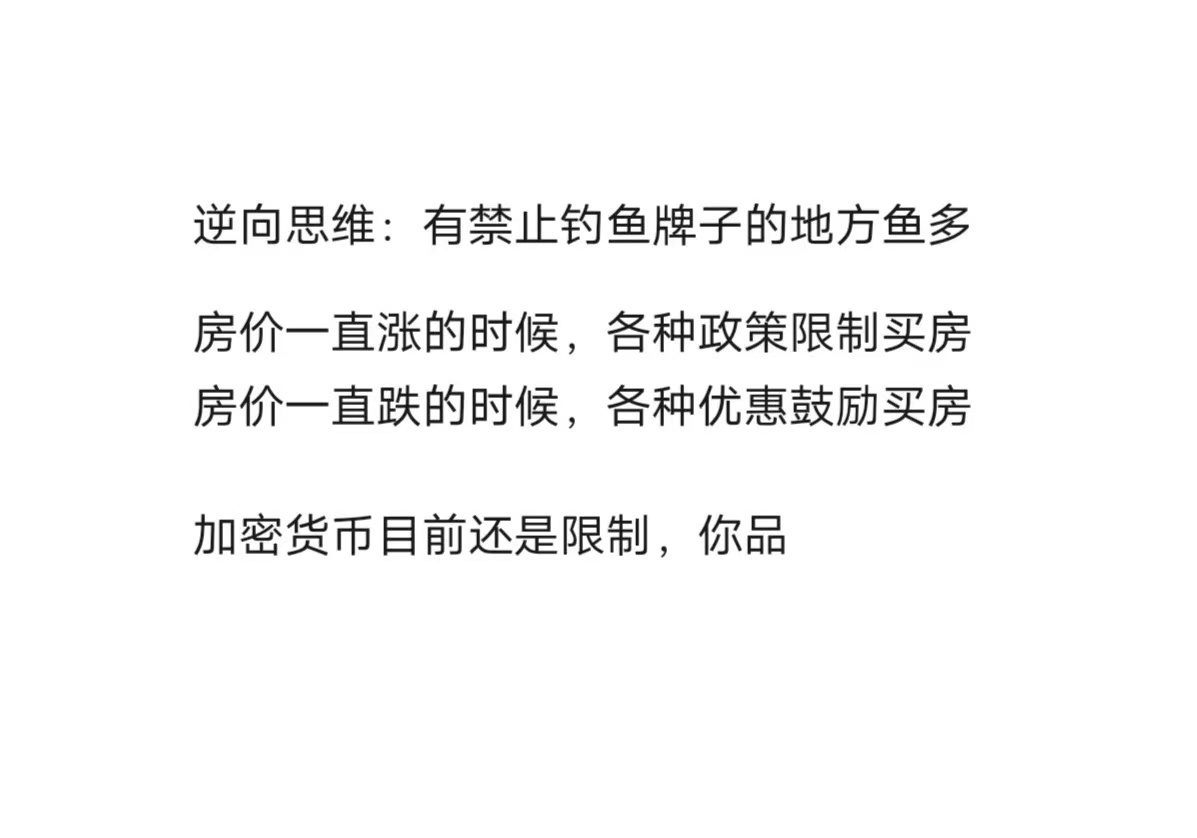 逆向思维：有禁止钓鱼牌子的地方鱼多
房价一直涨的时候，各种政策限制买房
房价一直跌的时候，各种优惠鼓励买房
加密货币目前还是限制，你品